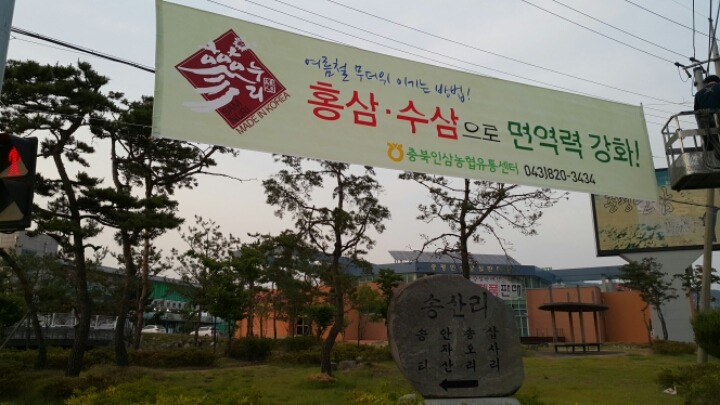 누리
MADE IN KOREA
여름철 무더위 이기는 방법!
홍삼·수삼으로 면역력 강화!
충북인삼농협유통센터 043)820-3434
송산리
송 안 송 삼
자 오 사
리 산 리 리